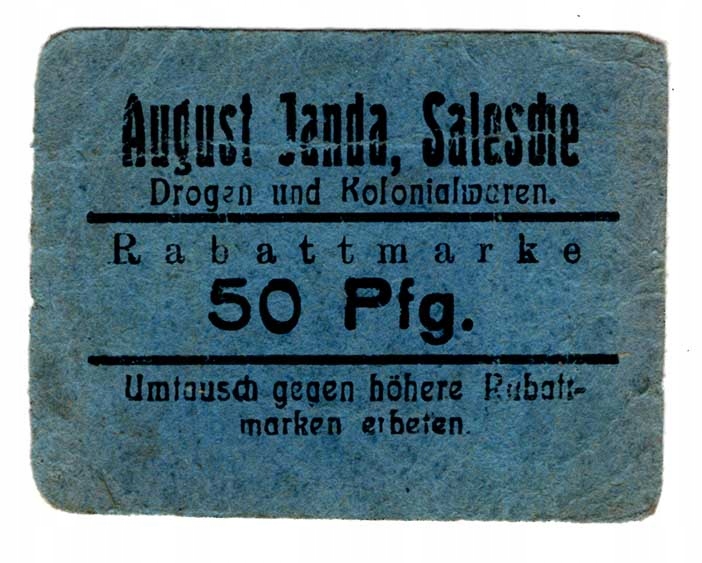 August Janda, Salesche
Drogen und Kolonialwaren.
Rabattmarke
50 Pfg.
Umtausch gegen höhere Rabatt-
marken erbeten.